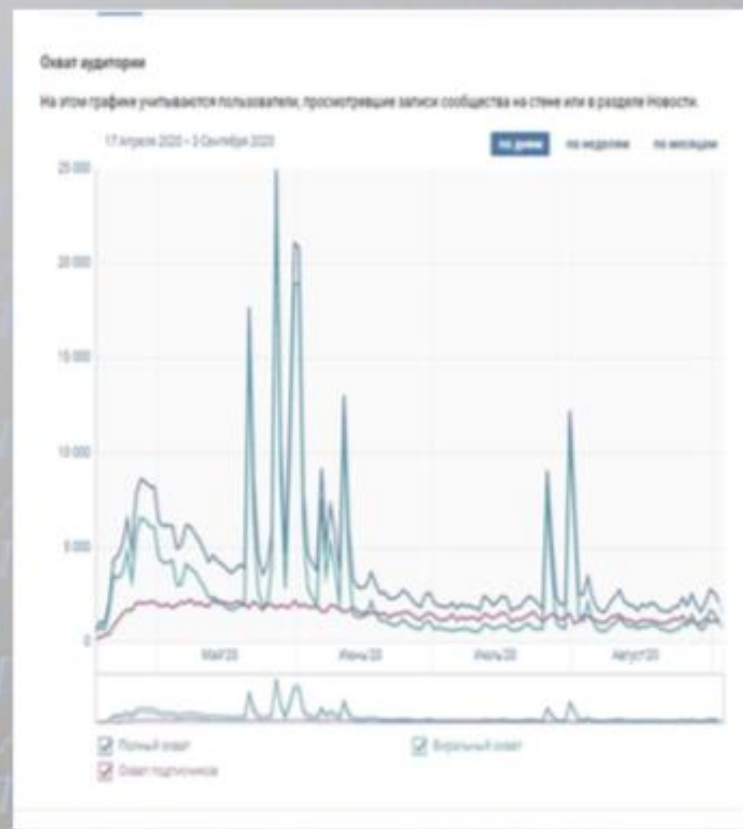 Охват аудитории
На этом графике учитываются пользователи, просмотревшие записи сообщества на стене или в разделе Новости.
17 Апреля 2020 – 3 Сентября 2020
по дням по неделям по месяцам
25 000
20 000
15 000
10 000
5 000
0
Май'20 Июнь'20 Июль'20 Август'20
Полный охват Виральный охват
Охват подписчиков